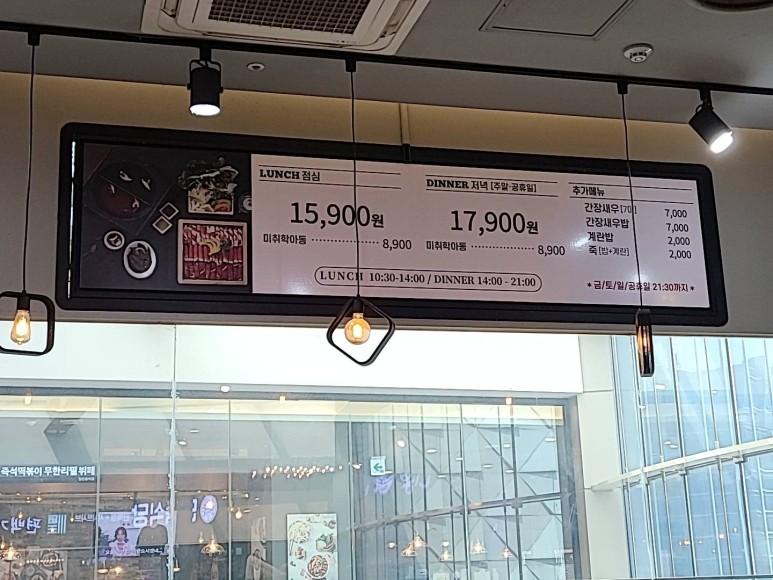 LUNCH 점심
15,900원
미취학아동 8,900
DINNER 저녁 [주말·공휴일]
17,900원
미취학아동 8,900
LUNCH 10:30-14:00 / DINNER 14:00 - 21:00
추가메뉴
간장새우 7,000
간장새우밥 7,000
계란밥 2,000
죽 [밥+계란] 2,000
* 금/토/일/공휴일 21:30까지 *
즉석떡볶이 무한리필 뷔페